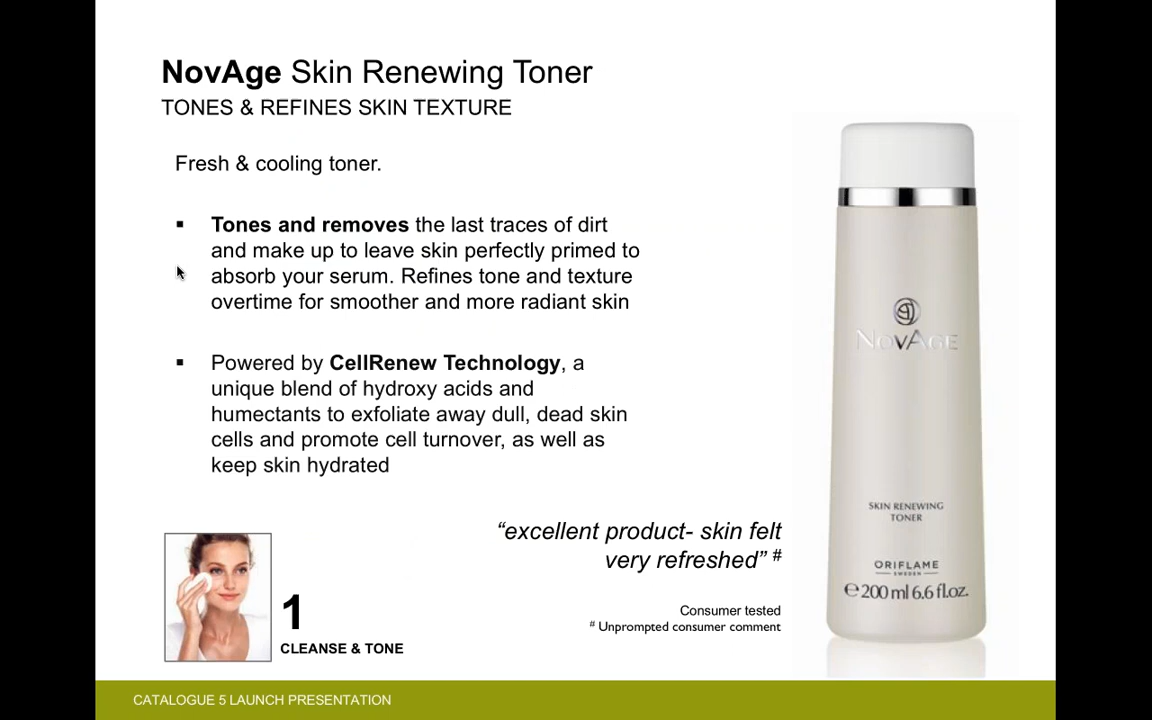 NovAge Skin Renewing Toner
TONES & REFINES SKIN TEXTURE
Fresh & cooling toner.
▪ Tones and removes the last traces of dirt
and make up to leave skin perfectly primed to
absorb your serum. Refines tone and texture
overtime for smoother and more radiant skin
▪ Powered by CellRenew Technology, a
unique blend of hydroxy acids and
humectants to exfoliate away dull, dead skin
cells and promote cell turnover, as well as
keep skin hydrated
“excellent product- skin felt
very refreshed” #
Consumer tested
# Unprompted consumer comment
1
CLEANSE & TONE
NOVAGE
SKIN RENEWING
TONER
ORIFLAME
SWEDEN
℮ 200 ml 6.6 fl.oz.
CATALOGUE 5 LAUNCH PRESENTATION